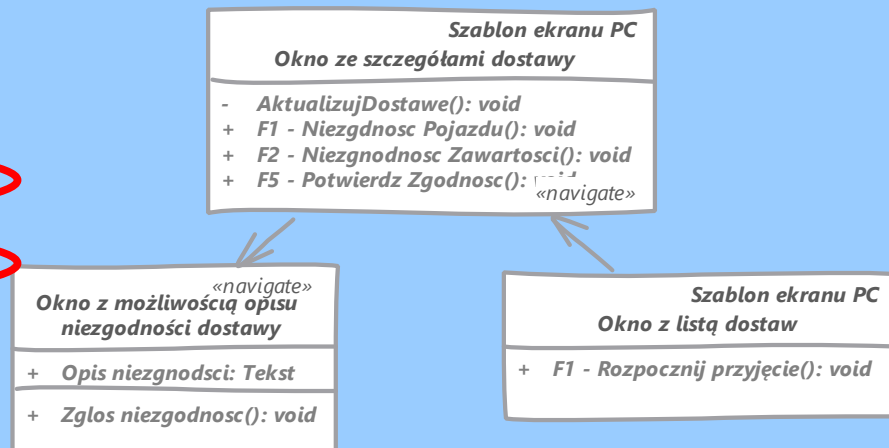 Szablon ekranu PC
Okno ze szczegółami dostawy
- AktualizujDostawe(): void
+ F1 - Niezgdnosc Pojazdu(): void
+ F2 - Niezgnodnosc Zawartosci(): void
+ F5 - Potwierdz Zgodnosc(): void
«navigate»
«navigate»
Okno z możliwością opisu
niezgodności dostawy
+ Opis niezgnodsci: Tekst
+ Zglos niezgodnosc(): void
Szablon ekranu PC
Okno z listą dostaw
+ F1 - Rozpocznij przyjęcie(): void